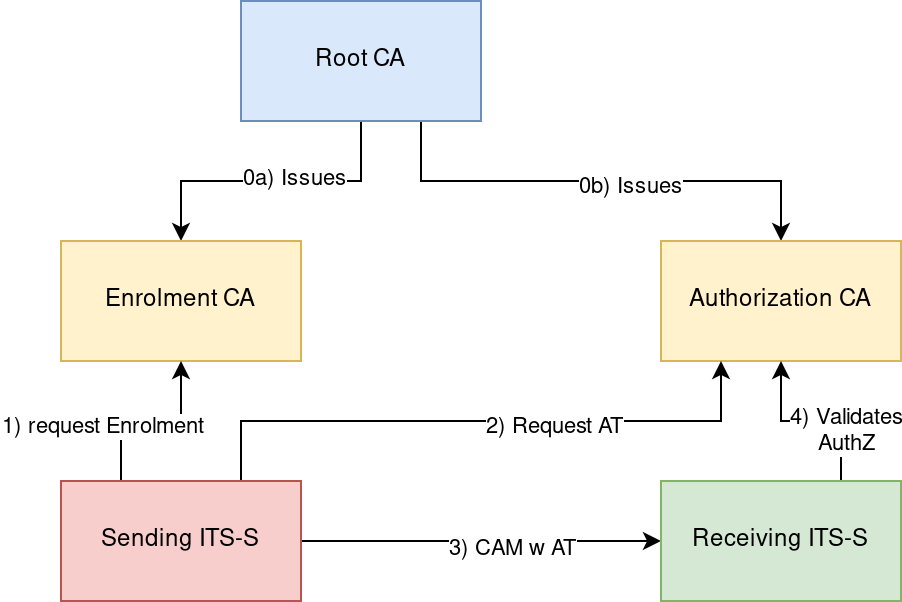 Root CA
0a) Issues
0b) Issues
Enrolment CA
Authorization CA
1) request Enrolment
2) Request AT
4) Validates
AuthZ
Sending ITS-S
3) CAM w AT
Receiving ITS-S